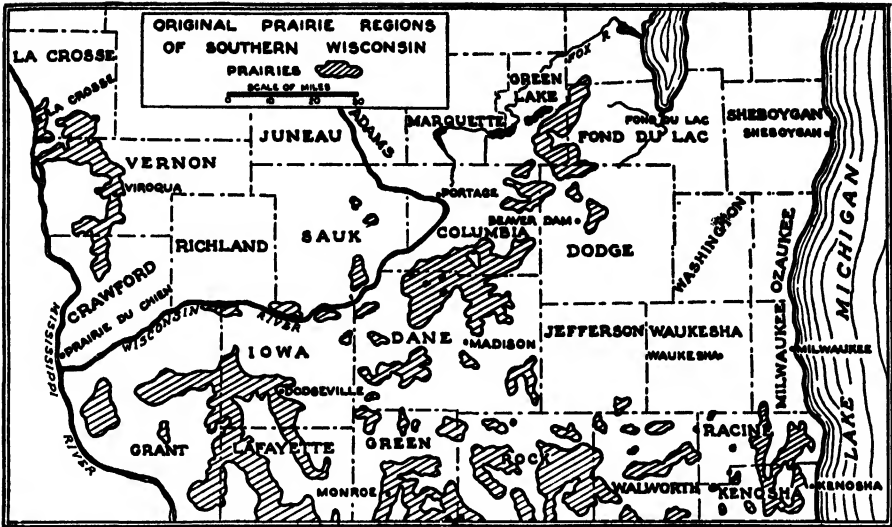 ORIGINAL PRAIRIE REGIONS
OF SOUTHERN WISCONSIN
PRAIRIES
SCALE OF MILES
0 10 20 30
LA CROSSE
LA CROSSE
FOX R.
GREEN
LAKE
MARQUETTE
ADAMS
JUNEAU
FOND DU LAC
FOND DU LAC
SHEBOYGAN
SHEBOYGAN
VERNON
VIROQUA
PORTAGE
RICHLAND
SAUK
COLUMBIA
BEAVER DAM
DODGE
WASHINGTON
OZAUKEE
LAKE MICHIGAN
CRAWFORD
PRAIRIE DU CHIEN
MISSISSIPPI
RIVER
WISCONSIN
RIVER
IOWA
DODGEVILLE
DANE
MADISON
JEFFERSON
WAUKESHA
WAUKESHA
MILWAUKEE
MILWAUKEE
GRANT
LAFAYETTE
GREEN
MONROE
ROCK
WALWORTH
RACINE
KENOSHA
KENOSHA